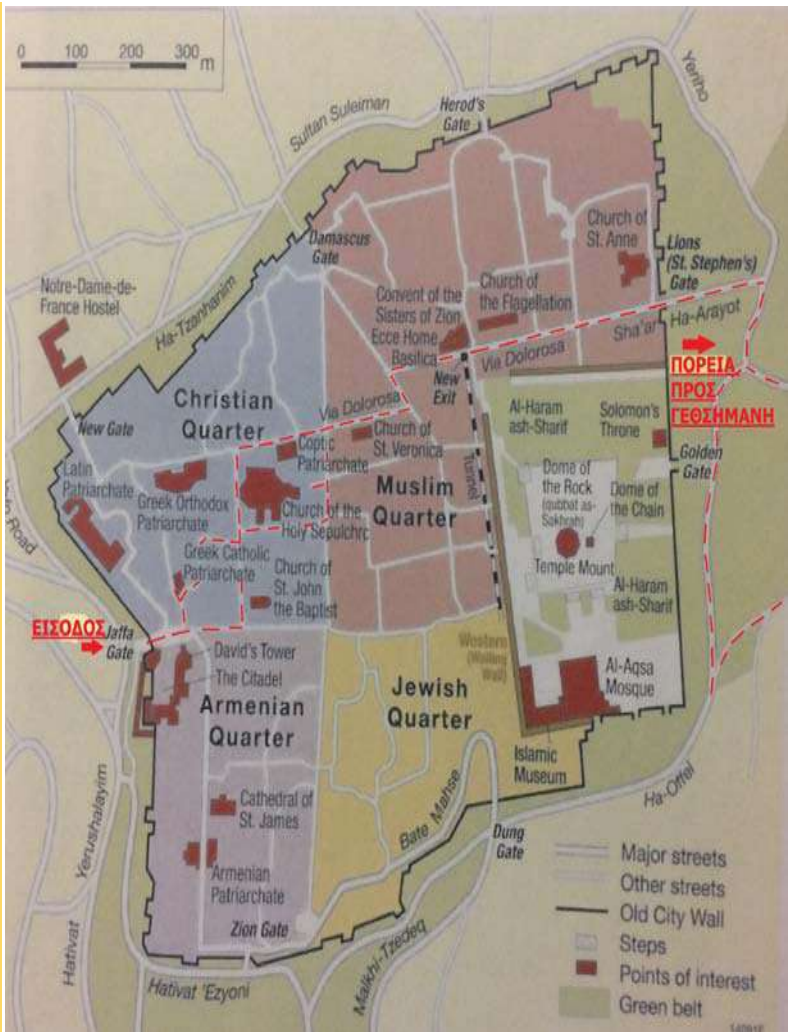 0 100 200 300 m
Yeriho
Sultan Suleiman
Herod's
Gate
Damascus
Gate
Church of
St. Anne
Lions
(St. Stephen's)
Gate
Notre-Dame-de-
France Hostel
Ha-Tzanhanim
Convent of the
Sisters of Zion
Ecce Home
Basilica
Church of
the Flagellation
Sha'ar Ha-Arayot
Via Dolorosa
New
Exit
ΠΟΡΕΙΑ
ΠΡΟΣ
ΓΕΘΣΗΜΑΝΗ
Christian
Quarter
Via Dolorosa
New Gate
Coptic
Patriarchate
Church of
St. Veronica
Al-Haram
ash-Sharif
Solomon's
Throne
Golden
Gate
Latin
Patriarchate
Greek Orthodox
Patriarchate
Church of the
Holy Sepulchre
Muslim
Quarter
Tunnel
Dome of
the Rock
(qubbat as-
Sakhrah)
Dome of
the Chain
Temple Mount
Road
Greek Catholic
Patriarchate
Church of
St. John
the Baptist
Al-Haram
ash-Sharif
ΕΙΣΟΔΟΣ
Jaffa
Gate
David's Tower
The Citadel
Western
(Wailing
Wall)
Al-Aqsa
Mosque
Armenian
Quarter
Jewish
Quarter
Islamic
Museum
Cathedral of
St. James
Bate Mahse
Ha-Offel
Dung
Gate
Yerushalayim
Hativat
Armenian
Patriarchate
Zion Gate
Malkhi-Tzedeq
Hativat 'Ezyoni
Major streets
Other streets
Old City Wall
Steps
Points of interest
Green belt